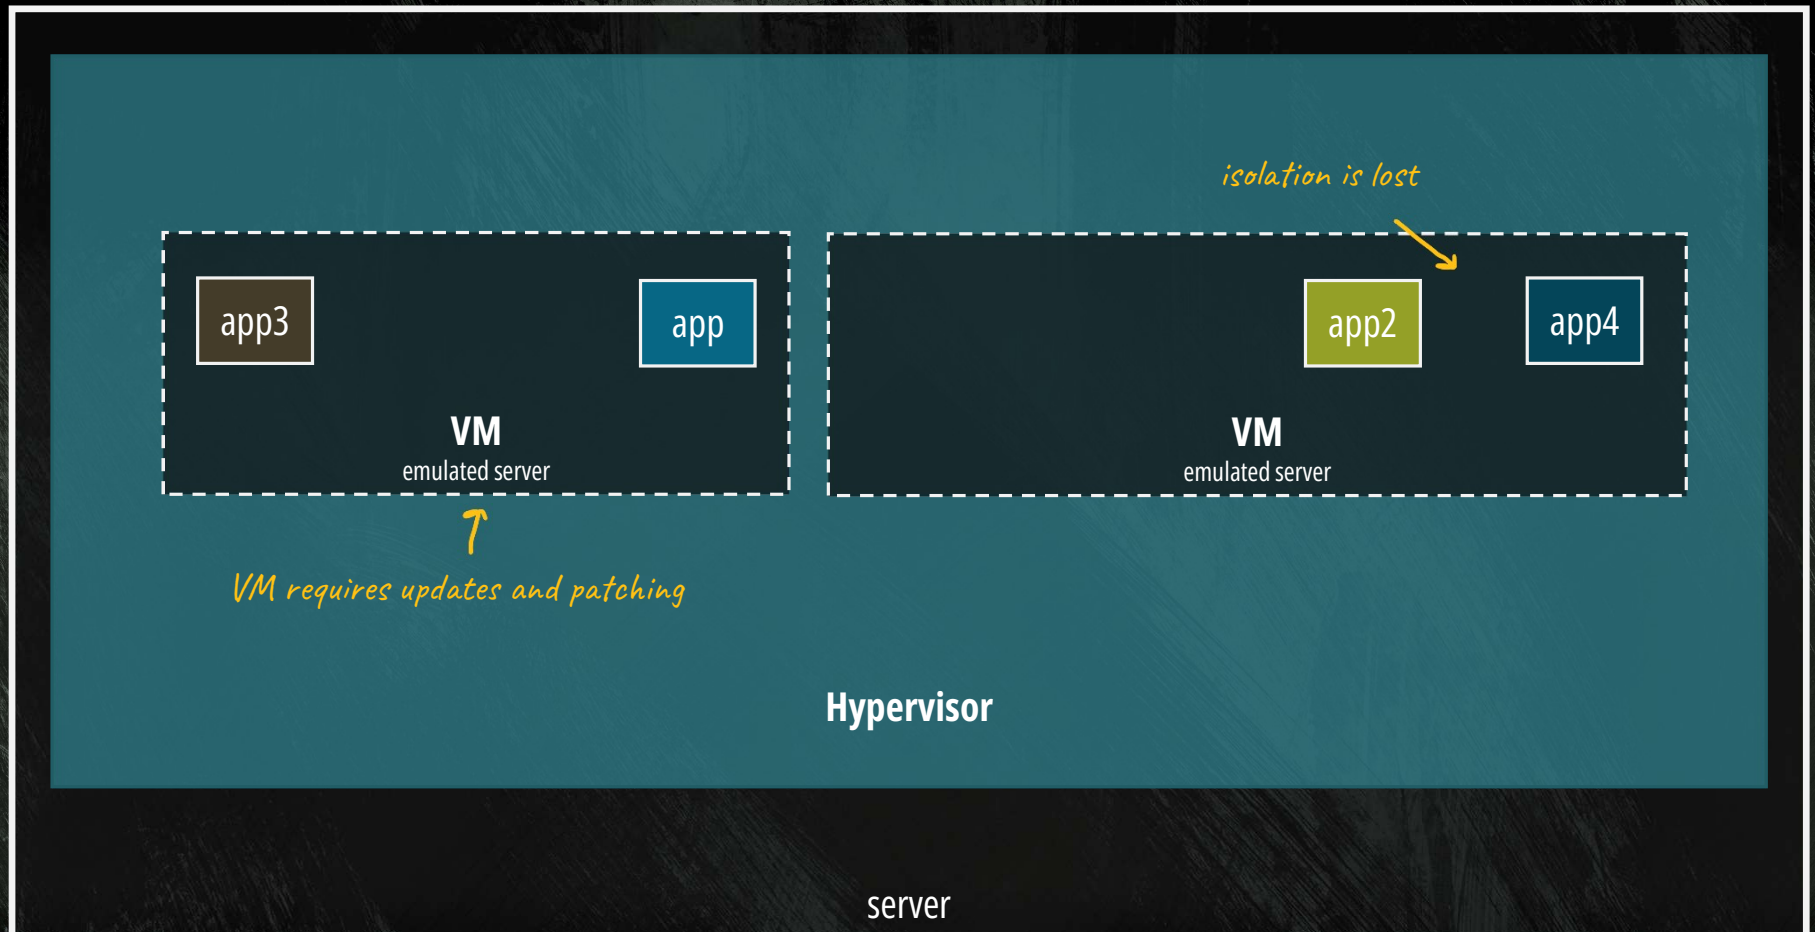 isolation is lost
app3
app
app2
app4
VM
emulated server
VM
emulated server
VM requires updates and patching
Hypervisor
server